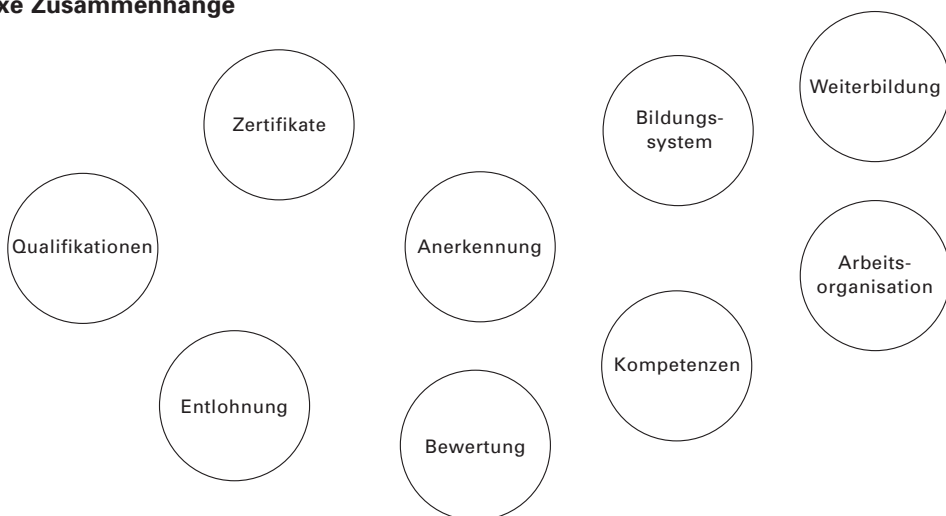 xe Zusammenhänge
Weiterbildung
Zertifikate
Bildungs-
system
Qualifikationen
Anerkennung
Arbeits-
organisation
Kompetenzen
Entlohnung
Bewertung